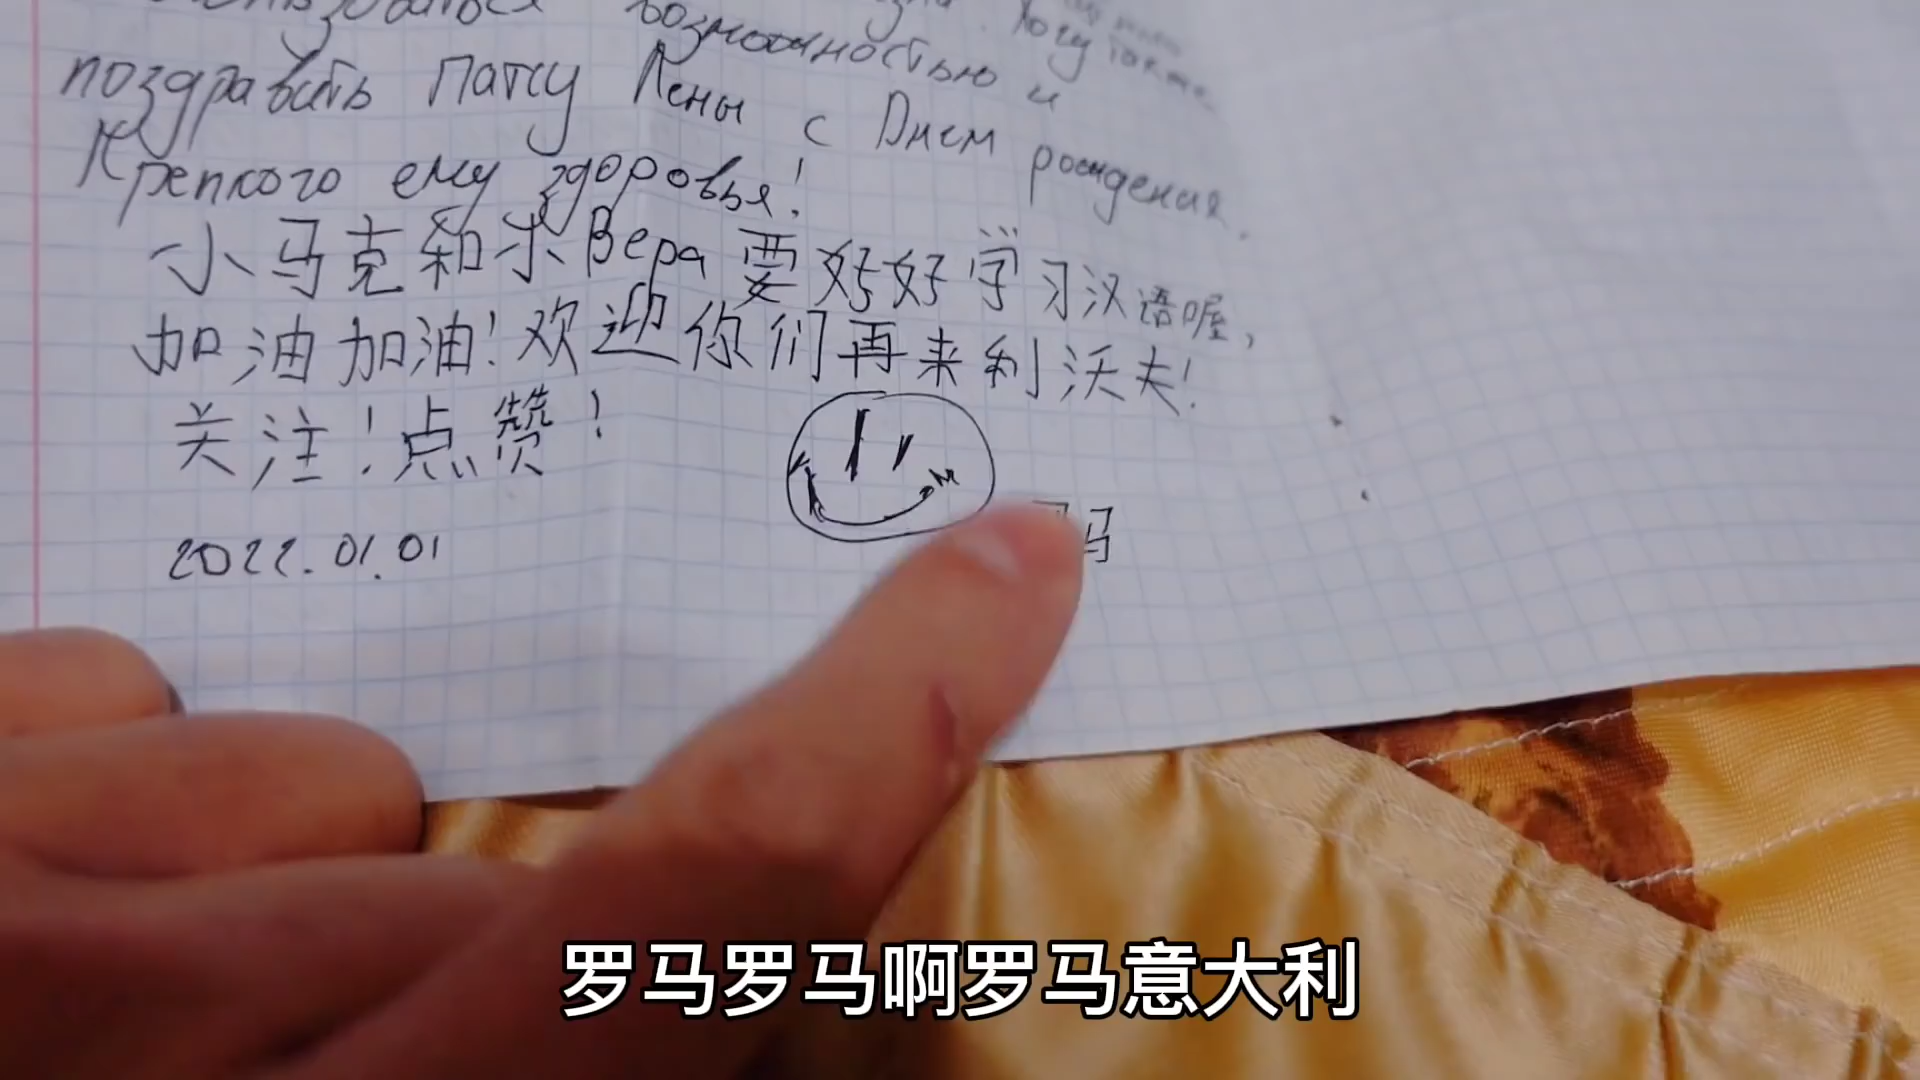 возможностью и Хочу также
поздравить папу Лены с Днем рождения.
Крепкого ему здоровья!
小马克和小Вера要好好学习汉语喔,
加油加油!欢迎你们再来利沃夫!
关注!点赞!
2022.01.01
马
罗马罗马啊罗马意大利